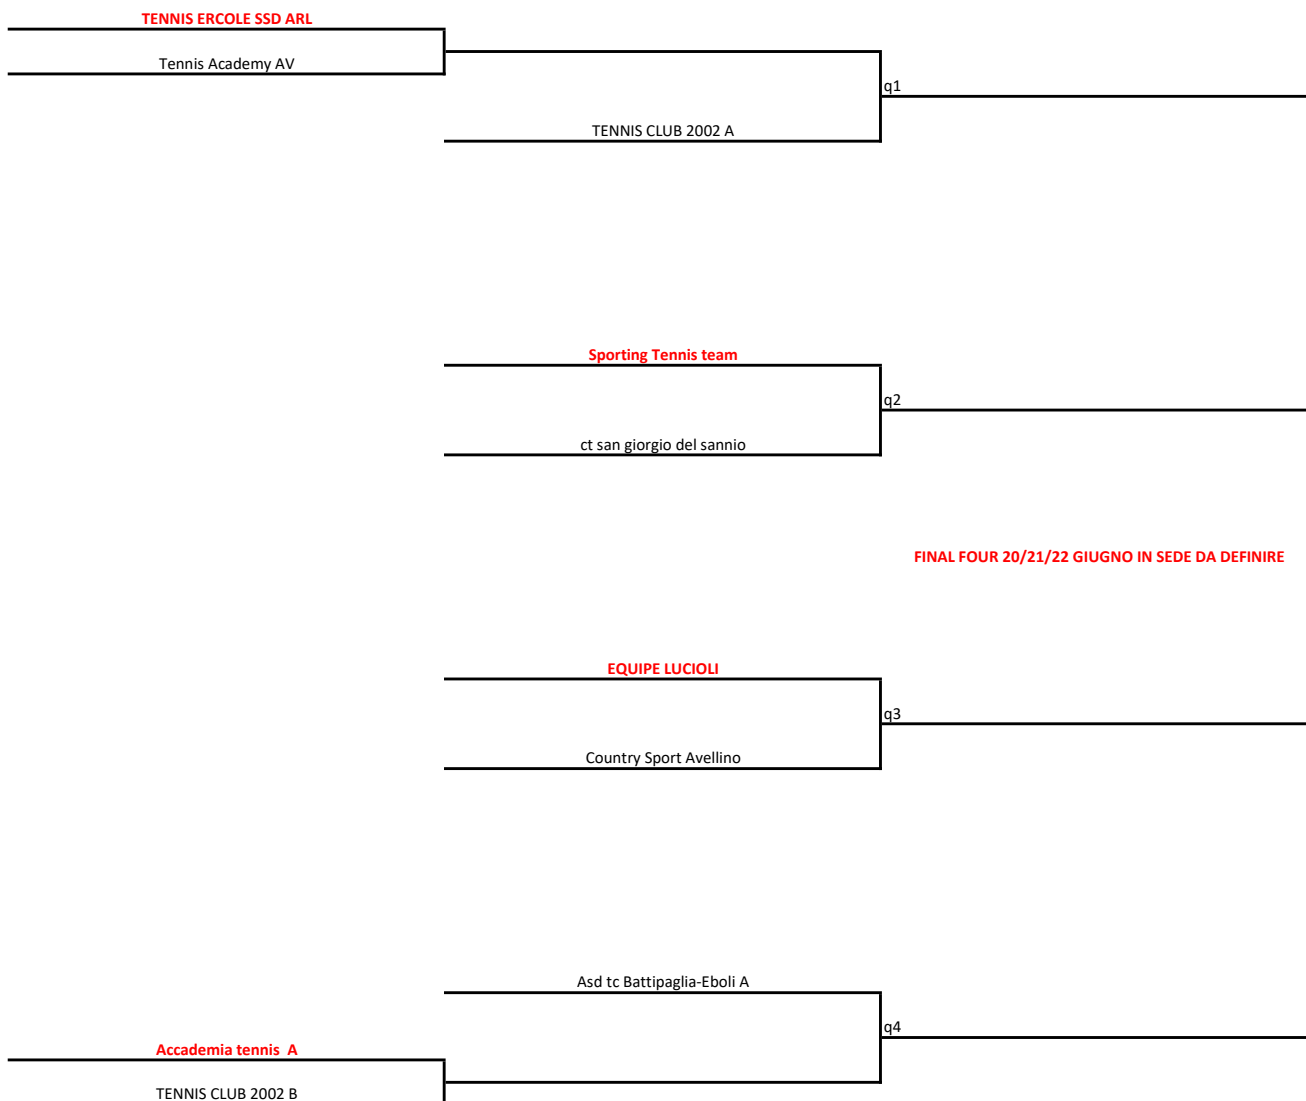 TENNIS ERCOLE SSD ARL
Tennis Academy AV
q1
TENNIS CLUB 2002 A
Sporting Tennis team
q2
ct san giorgio del sannio
FINAL FOUR 20/21/22 GIUGNO IN SEDE DA DEFINIRE
EQUIPE LUCIOLI
q3
Country Sport Avellino
Asd tc Battipaglia-Eboli A
q4
Accademia tennis  A
TENNIS CLUB 2002 B